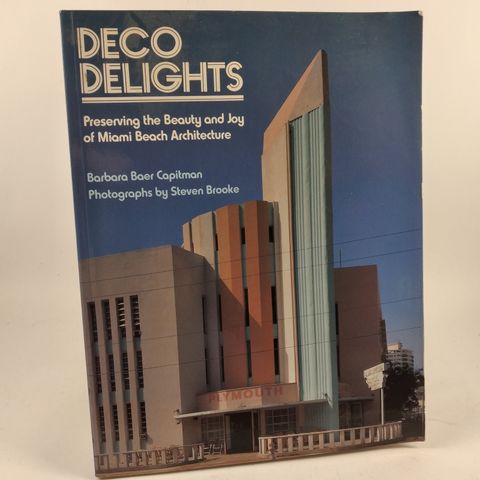 DECO
DELIGHTS
Preserving the Beauty and Joy
of Miami Beach Architecture
Barbara Baer Capitman
Photographs by Steven Brooke
PLYMOUTH